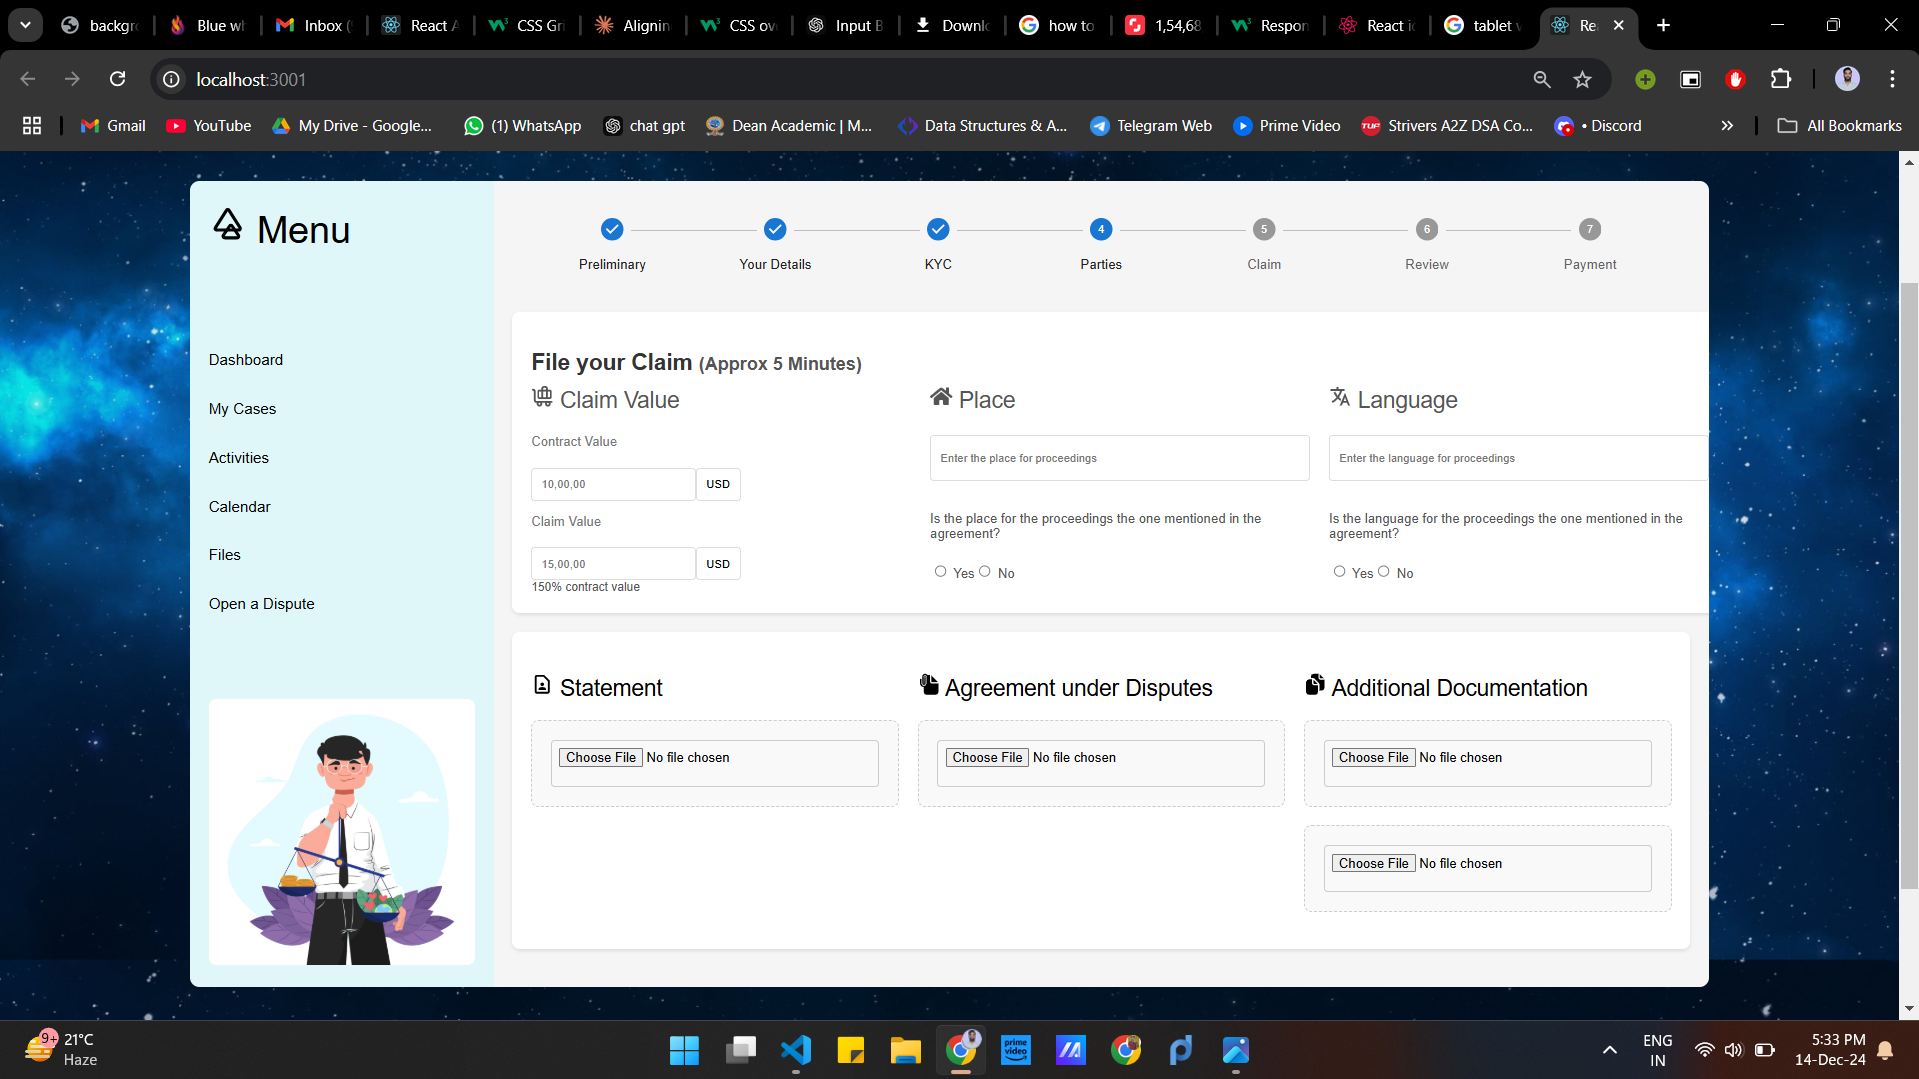 backgr
Blue wh
Inbox (
React A
CSS Gri
Alignin
CSS ov
Input B
Downl
how to
1,54,68
Respon
React ic
tablet v
Re
localhost:3001
Gmail
YouTube
My Drive - Google...
(1) WhatsApp
chat gpt
Dean Academic | M...
Data Structures & A...
Telegram Web
Prime Video
TUF
Strivers A2Z DSA Co...
• Discord
All Bookmarks
Menu
Dashboard
My Cases
Activities
Calendar
Files
Open a Dispute
4
5
6
7
Preliminary
Your Details
KYC
Parties
Claim
Review
Payment
File your Claim (Approx 5 Minutes)
Claim Value
Contract Value
10,00,00
USD
Claim Value
15,00,00
USD
150% contract value
Place
Enter the place for proceedings
Is the place for the proceedings the one mentioned in the
agreement?
Yes
No
Language
Enter the language for proceedings
Is the language for the proceedings the one mentioned in the
agreement?
Yes
No
Statement
Choose File No file chosen
Agreement under Disputes
Choose File No file chosen
Additional Documentation
Choose File No file chosen
Choose File No file chosen
9+
21°C
Haze
prime video
ENG
IN
5:33 PM
14-Dec-24